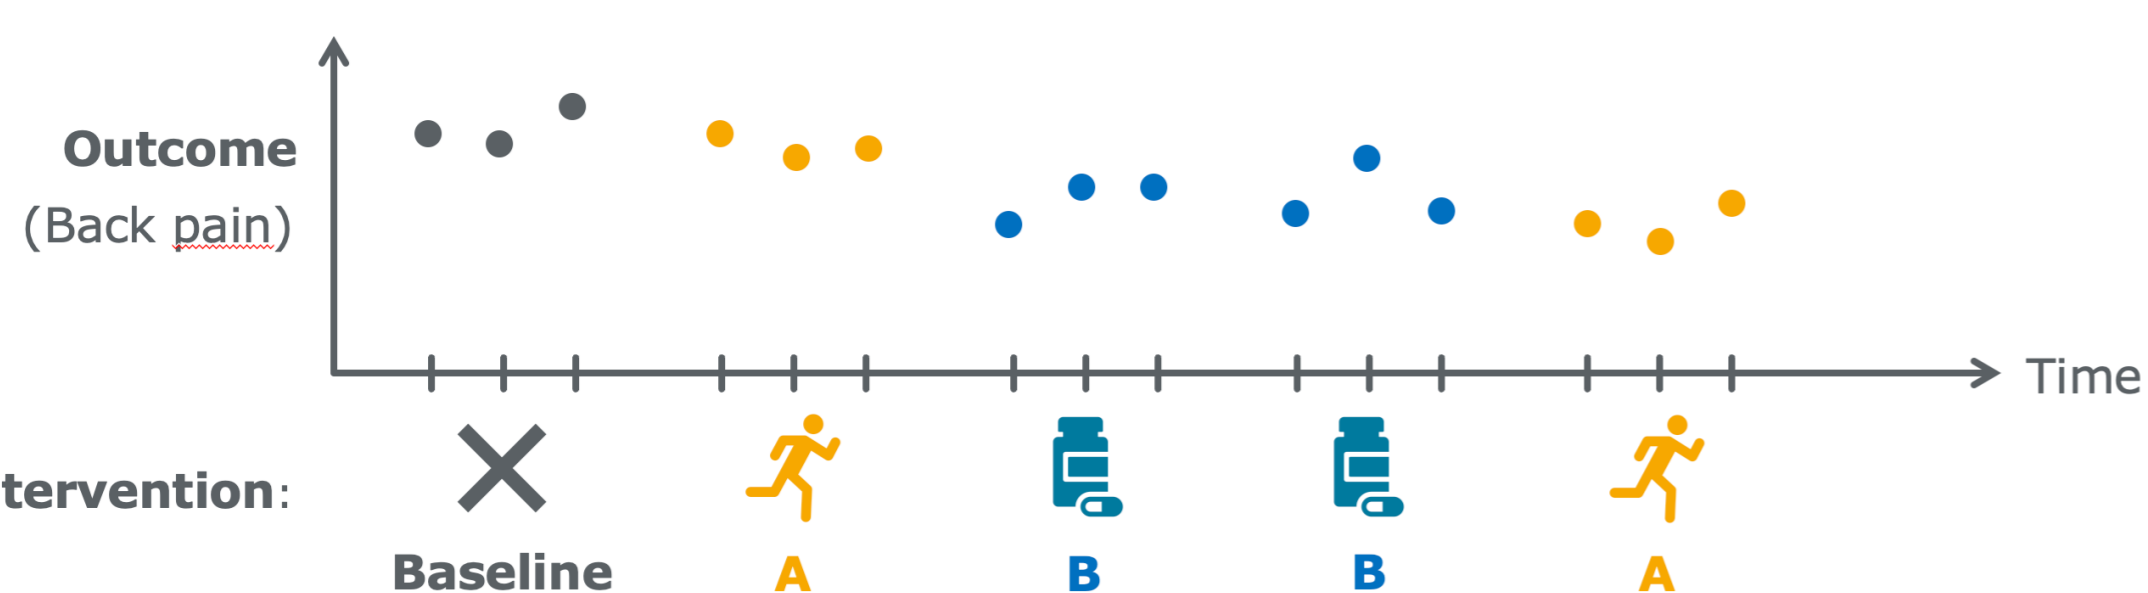 Outcome
(Back pain)
Time
tervention:
Baseline
A
B
B
A